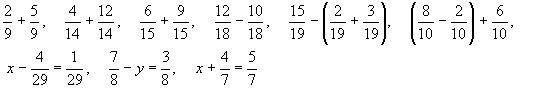 2/9 + 5/9, 4/14 + 12/14, 6/15 + 9/15, 12/18 − 10/18, 15/19 − (2/19 + 3/19), (8/10 − 2/10) + 6/10,
x − 4/29 = 1/29, 7/8 − y = 3/8, x + 4/7 = 5/7